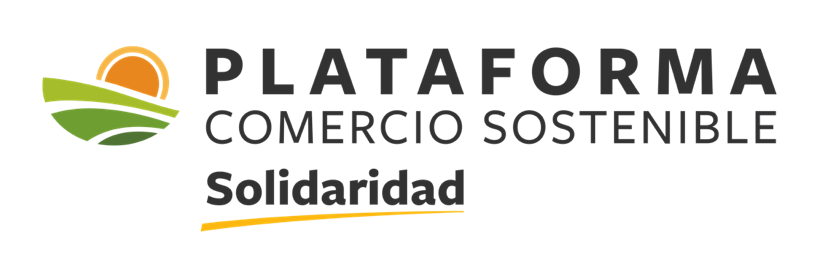 PLATAFORMA
COMERCIO SOSTENIBLE
Solidaridad